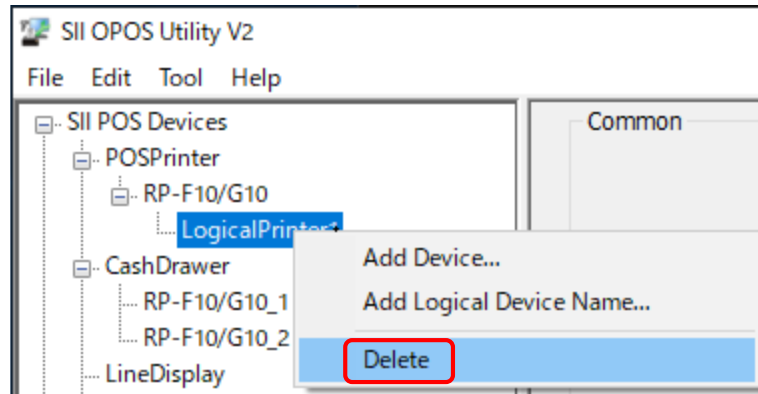 SII OPOS Utility V2
File Edit Tool Help
SII POS Devices
POSPrinter
RP-F10/G10
CashDrawer
RP-F10/G10_1
RP-F10/G10_2
LineDisplay
Common
Add Device...
Add Logical Device Name...
Delete